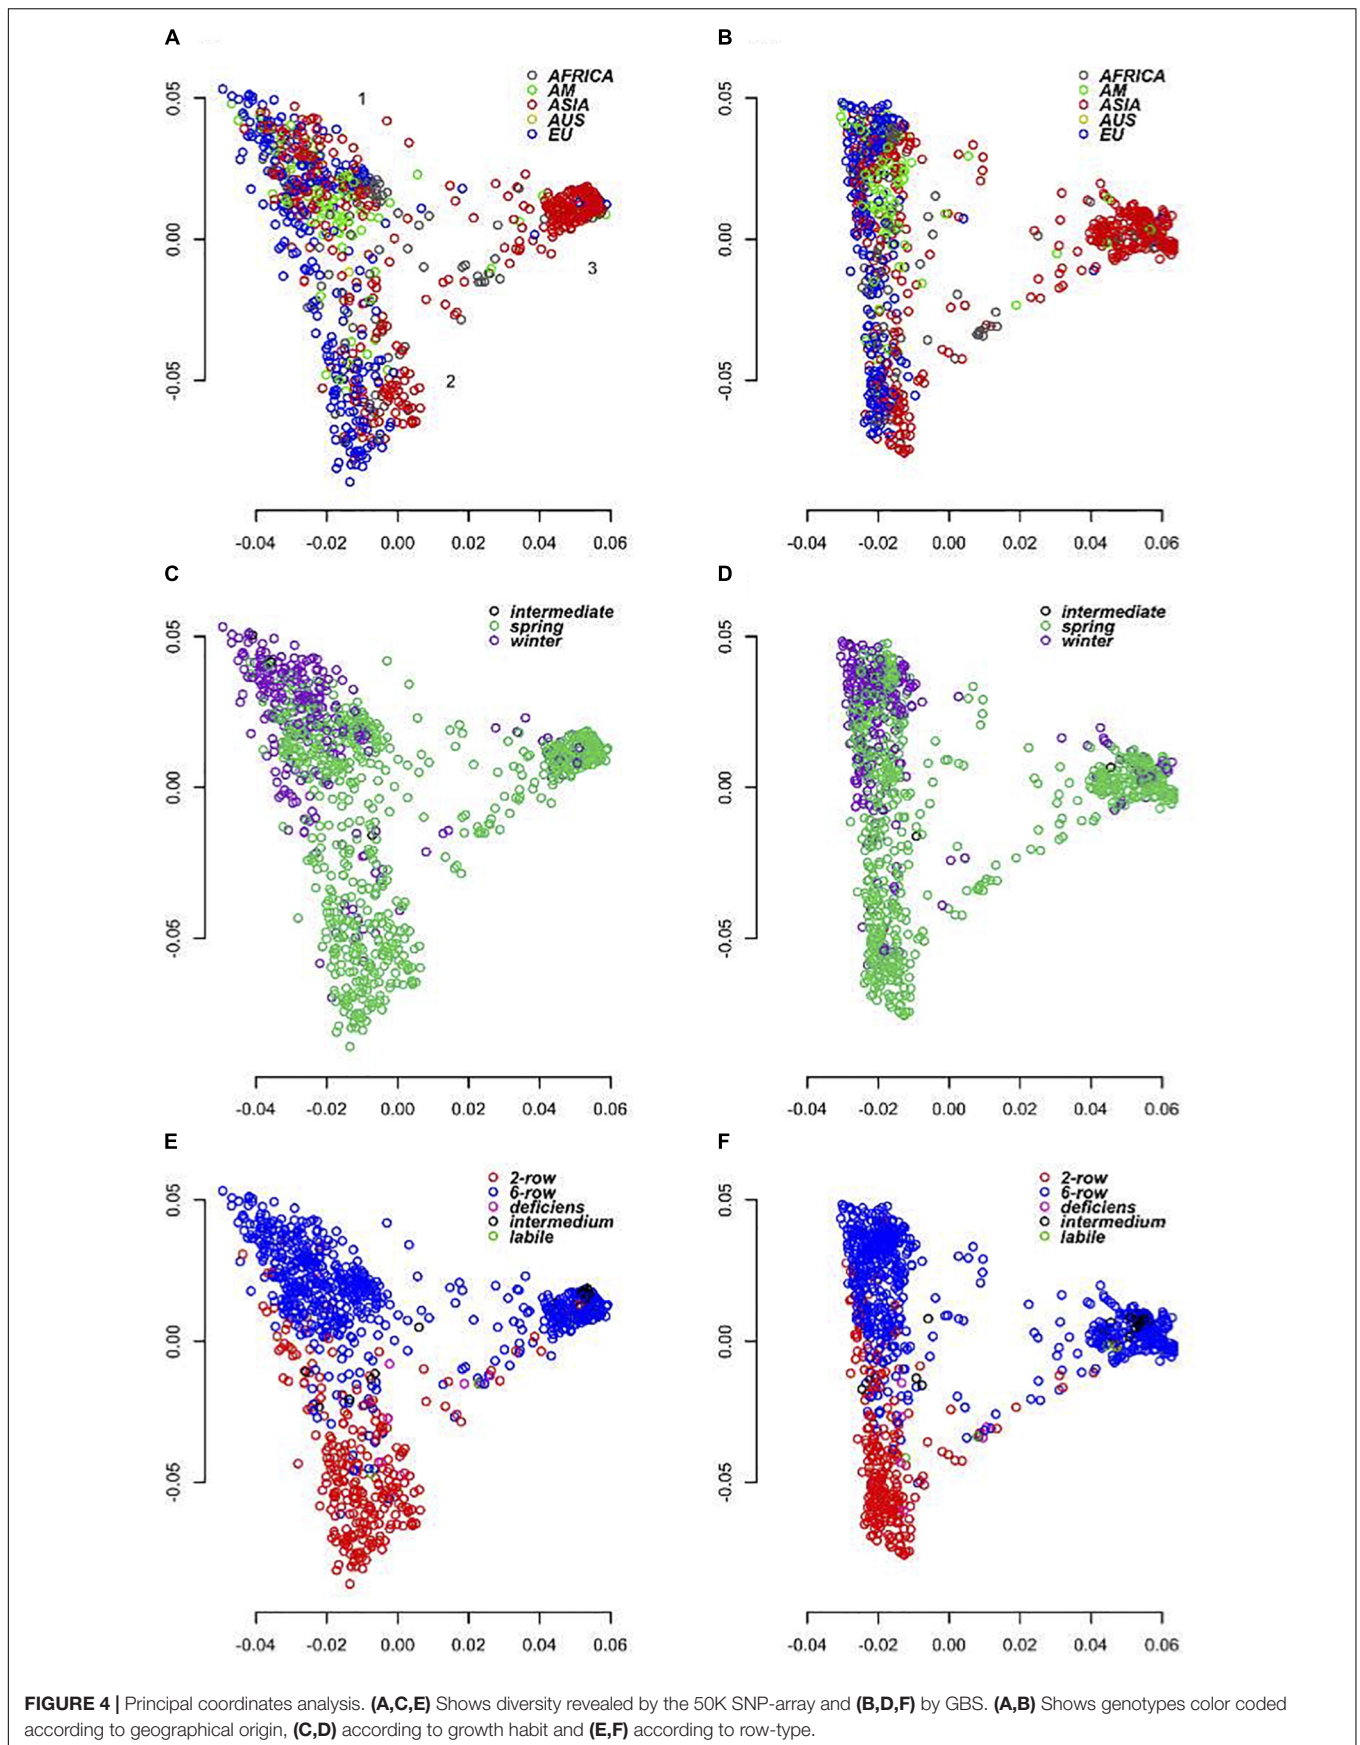 A
B
AFRICA
AM
ASIA
AUS
EU
1
2
3
0.05
0.00
-0.05
-0.04 -0.02 0.00 0.02 0.04 0.06
AFRICA
AM
ASIA
AUS
EU
0.05
0.00
-0.05
-0.04 -0.02 0.00 0.02 0.04 0.06
C
D
intermediate
spring
winter
0.05
0.00
-0.05
-0.04 -0.02 0.00 0.02 0.04 0.06
intermediate
spring
winter
0.05
0.00
-0.05
-0.04 -0.02 0.00 0.02 0.04 0.06
E
F
2-row
6-row
deficiens
intermedium
labile
0.05
0.00
-0.05
-0.04 -0.02 0.00 0.02 0.04 0.06
2-row
6-row
deficiens
intermedium
labile
0.05
0.00
-0.05
-0.04 -0.02 0.00 0.02 0.04 0.06
FIGURE 4 | Principal coordinates analysis. (A,C,E) Shows diversity revealed by the 50K SNP-array and (B,D,F) by GBS. (A,B) Shows genotypes color coded
according to geographical origin, (C,D) according to growth habit and (E,F) according to row-type.